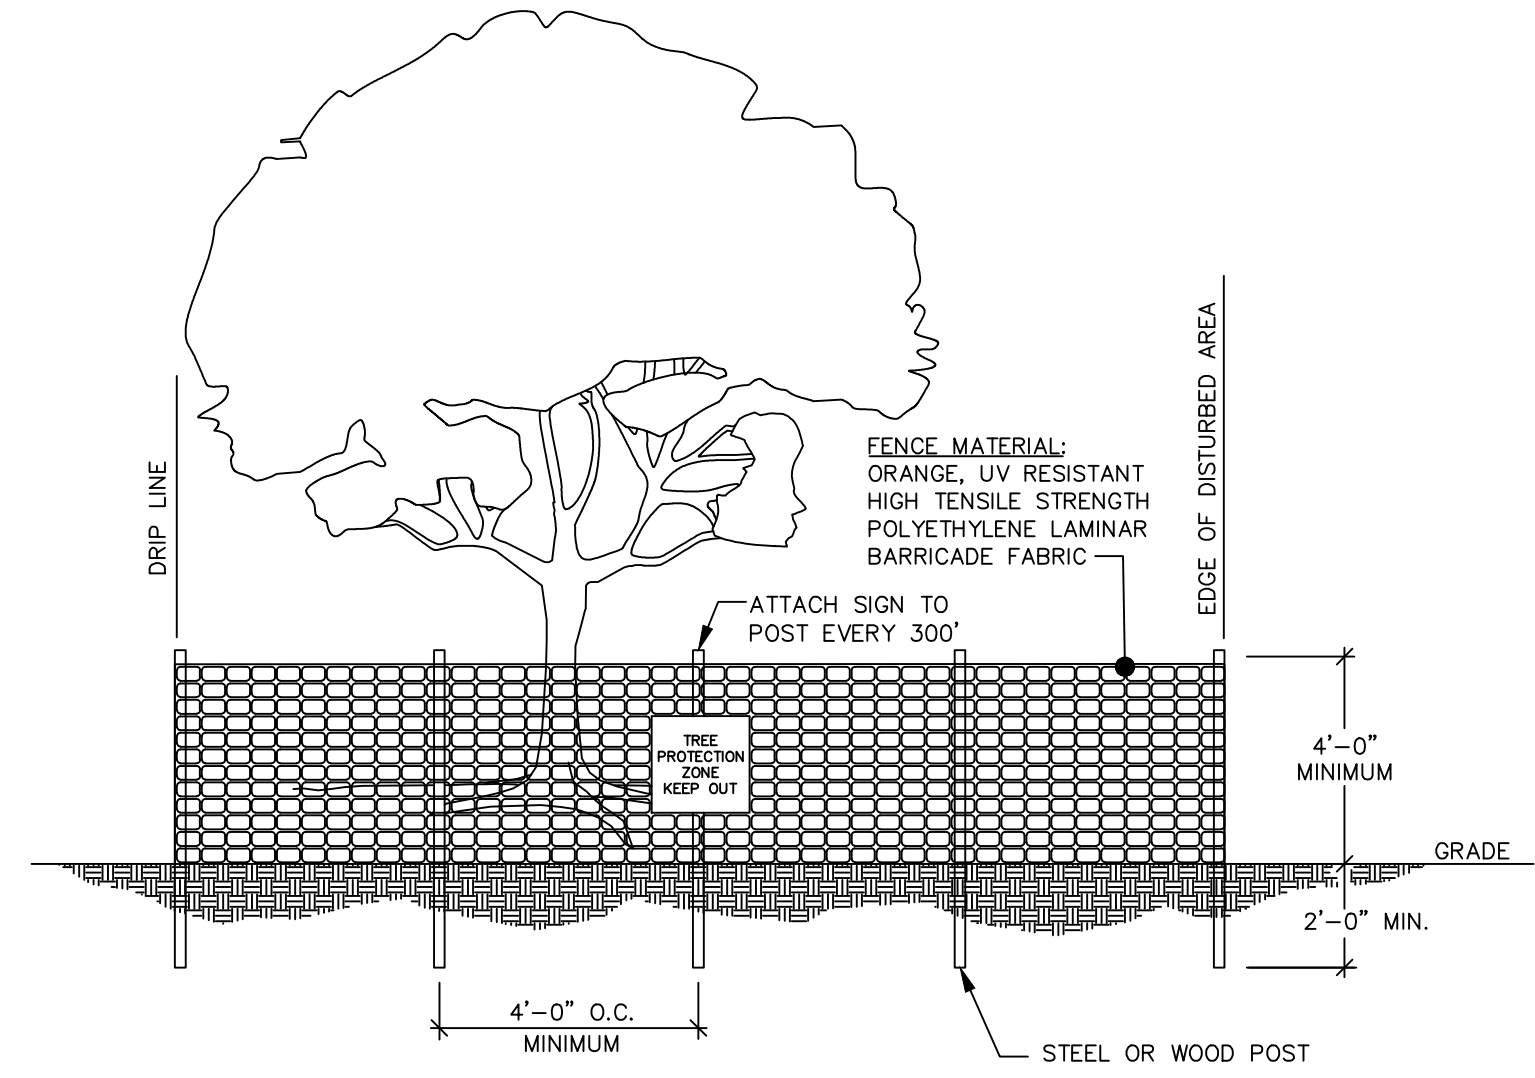 DRIP LINE
EDGE OF DISTURBED AREA
FENCE MATERIAL:
ORANGE, UV RESISTANT
HIGH TENSILE STRENGTH
POLYETHYLENE LAMINAR
BARRICADE FABRIC
ATTACH SIGN TO
POST EVERY 300'
TREE
PROTECTION
ZONE
KEEP OUT
4'-0"
MINIMUM
GRADE
2'-0" MIN.
4'-0" O.C.
MINIMUM
STEEL OR WOOD POST